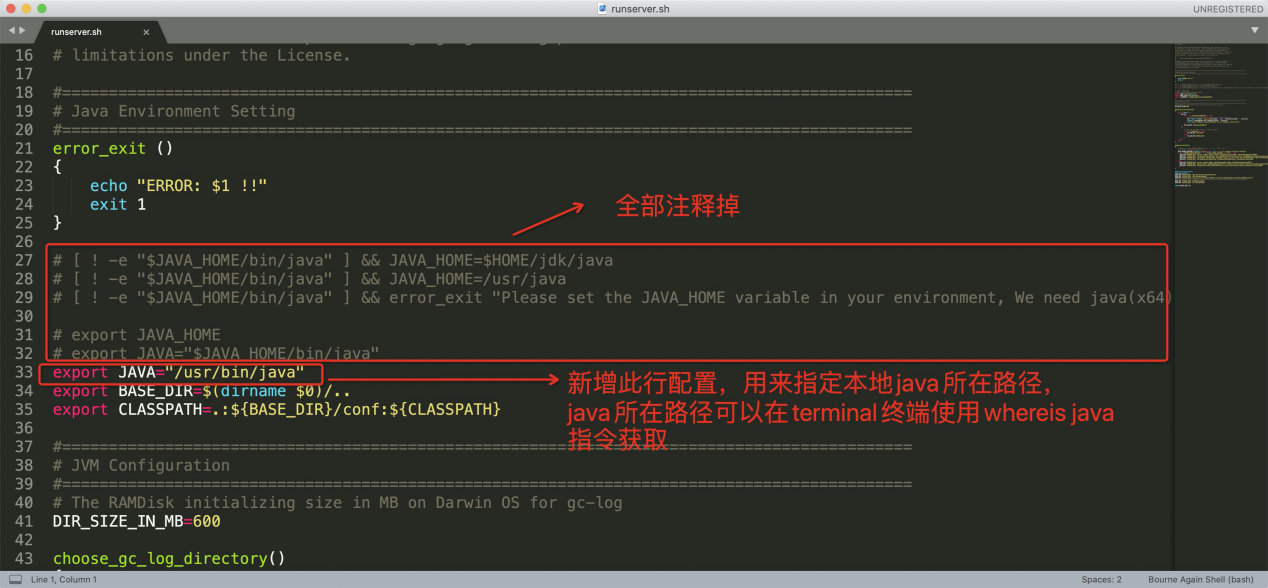 runserver.sh
UNREGISTERED
runserver.sh ×
16 # limitations under the License.
17
18 #===========================================================================================
19 # Java Environment Setting
20 #===========================================================================================
21 error_exit ()
22 {
23     echo "ERROR: $1 !!"
24     exit 1
25 }
26
全部注释掉
27 # [ ! -e "$JAVA_HOME/bin/java" ] && JAVA_HOME=$HOME/jdk/java
28 # [ ! -e "$JAVA_HOME/bin/java" ] && JAVA_HOME=/usr/java
29 # [ ! -e "$JAVA_HOME/bin/java" ] && error_exit "Please set the JAVA_HOME variable in your environment, We need java(x64)
30
31 # export JAVA_HOME
32 # export JAVA="$JAVA_HOME/bin/java"
33 export JAVA="/usr/bin/java"
34 export BASE_DIR=$(dirname $0)/..
35 export CLASSPATH=.:${BASE_DIR}/conf:${CLASSPATH}
新增此行配置，用来指定本地java所在路径，
java所在路径可以在terminal终端使用whereis java
指令获取
36
37 #===========================================================================================
38 # JVM Configuration
39 #===========================================================================================
40 # The RAMDisk initializing size in MB on Darwin OS for gc-log
41 DIR_SIZE_IN_MB=600
42
43 choose_gc_log_directory()
Line 1, Column 1
Spaces: 2
Bourne Again Shell (bash)